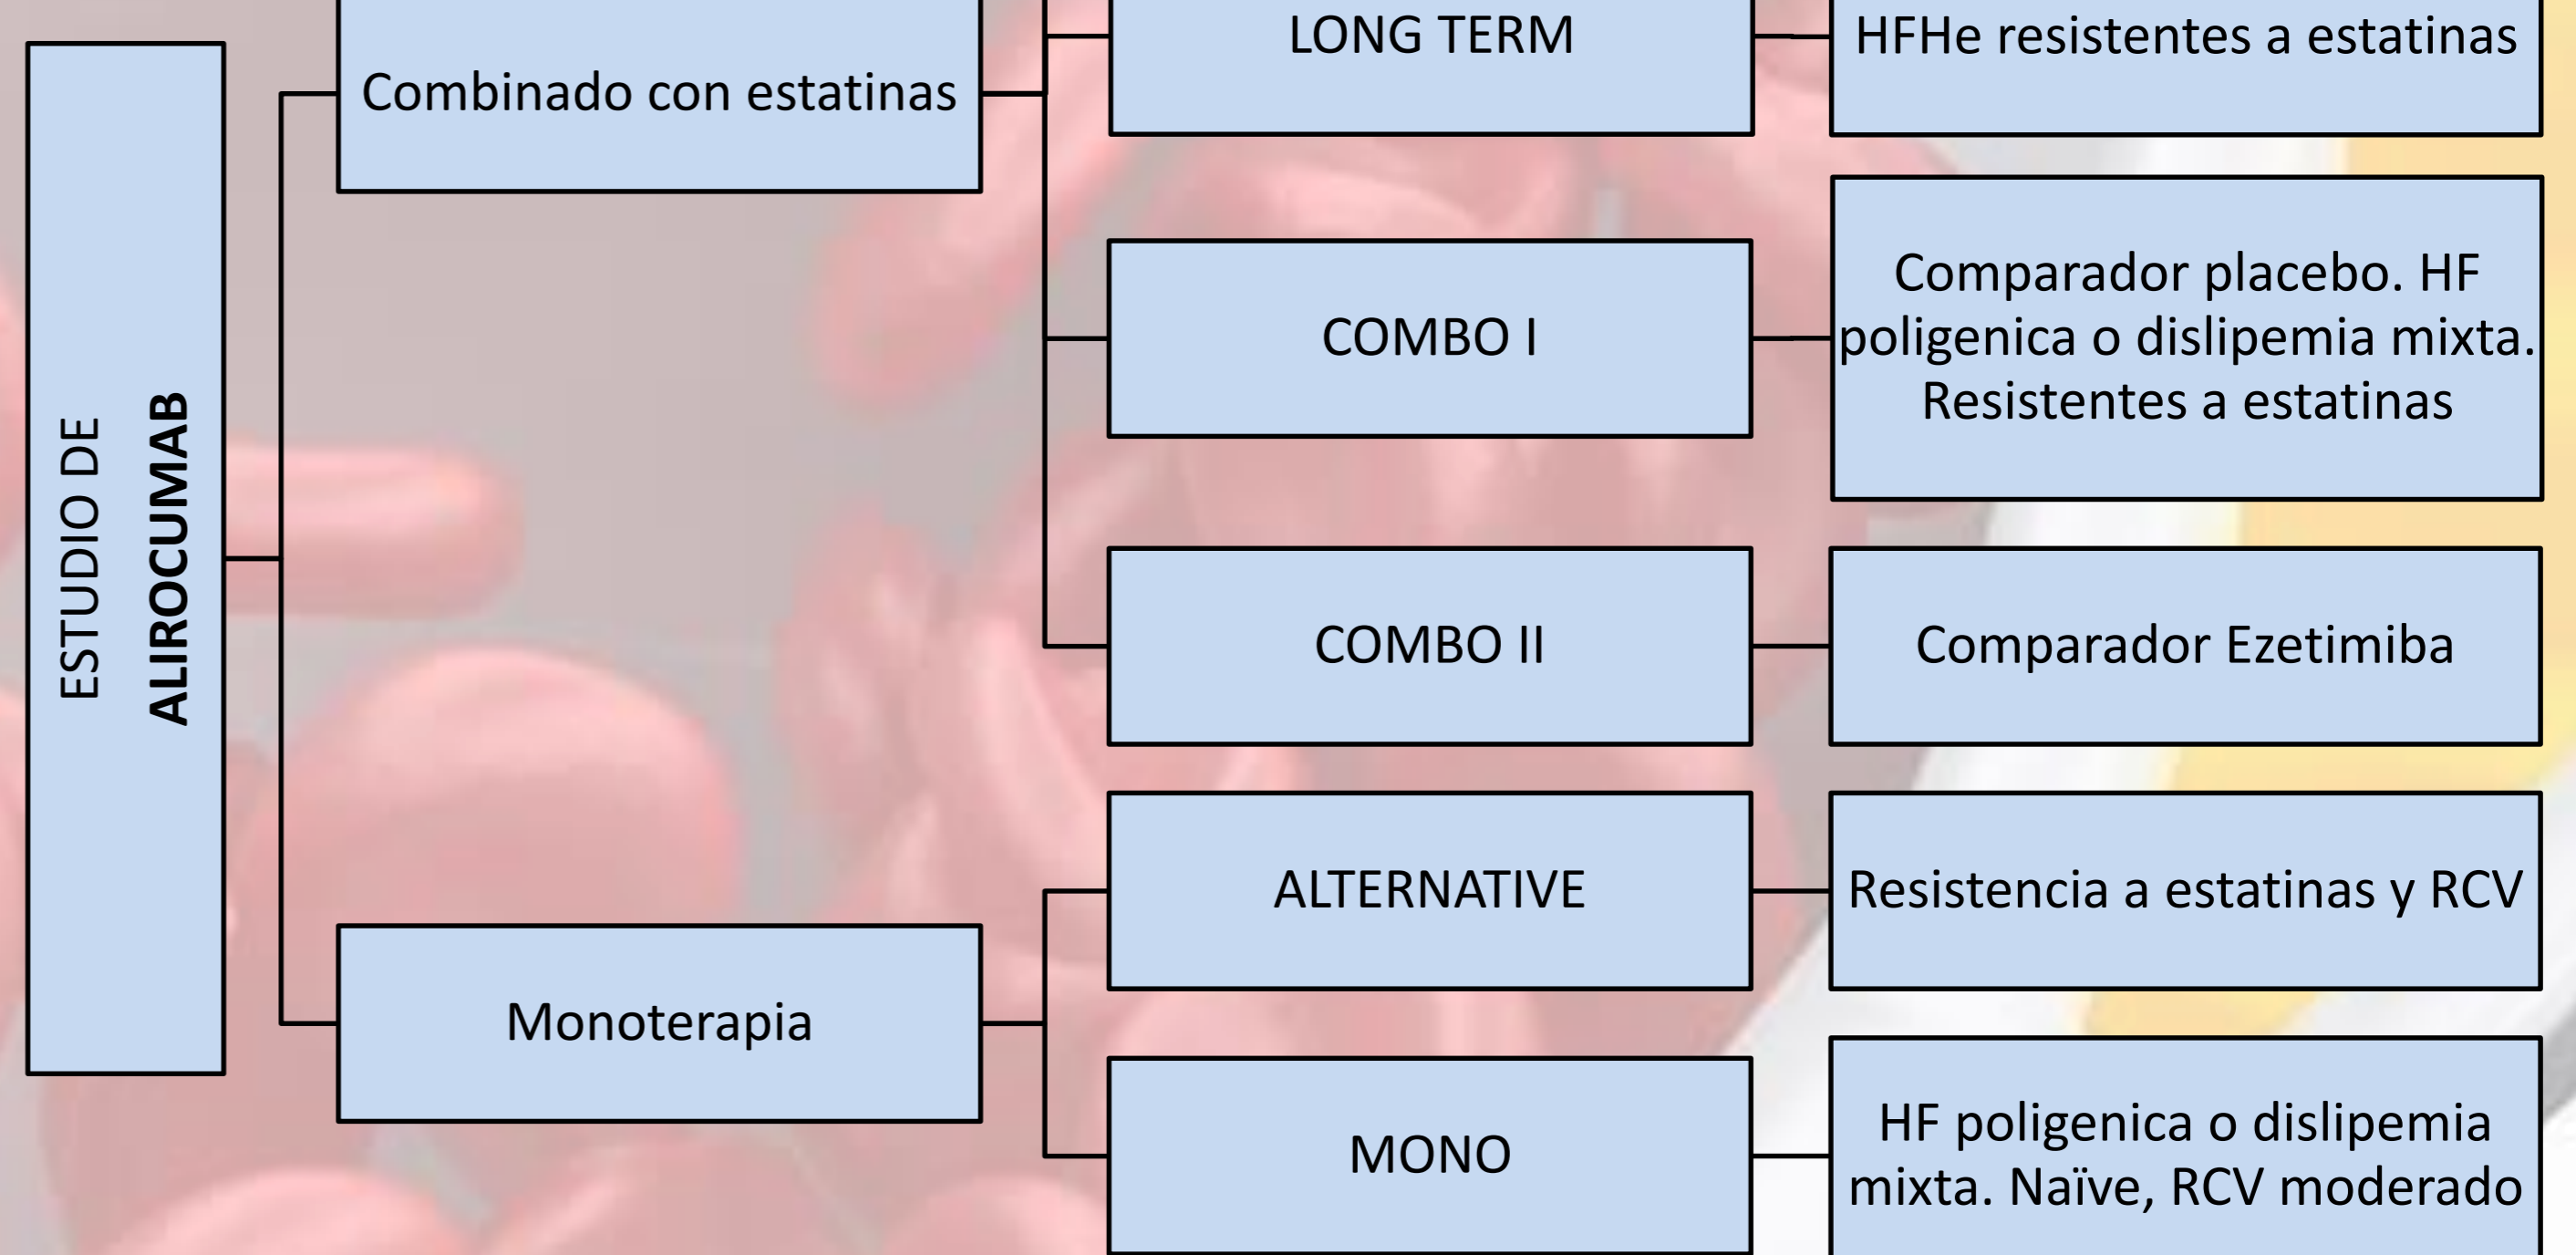 ESTUDIO DE
ALIROCUMAB
Combinado con estatinas
LONG TERM
HFHe resistentes a estatinas
COMBO I
Comparador placebo. HF
poligenica o dislipemia mixta.
Resistentes a estatinas
COMBO II
Comparador Ezetimiba
Monoterapia
ALTERNATIVE
Resistencia a estatinas y RCV
MONO
HF poligenica o dislipemia
mixta. Naïve, RCV moderado